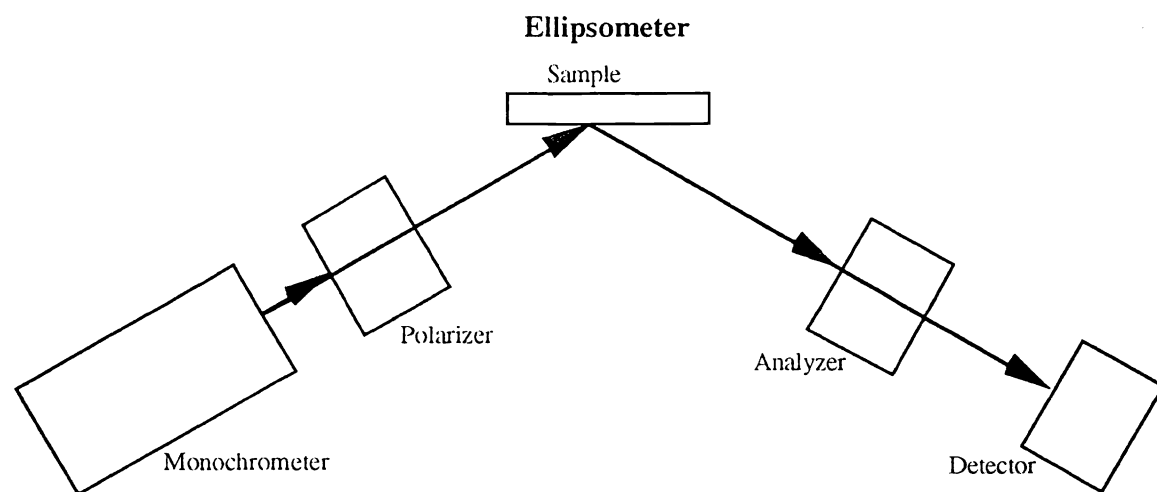 Ellipsometer
Sample
Polarizer
Analyzer
Monochrometer
Detector